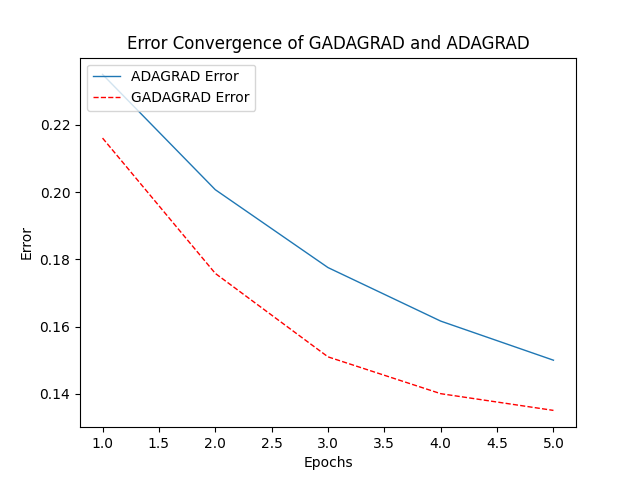 Error Convergence of GADAGRAD and ADAGRAD
ADAGRAD Error
GADAGRAD Error
0.22
0.20
0.18
0.16
0.14
Error
1.0 1.5 2.0 2.5 3.0 3.5 4.0 4.5 5.0
Epochs